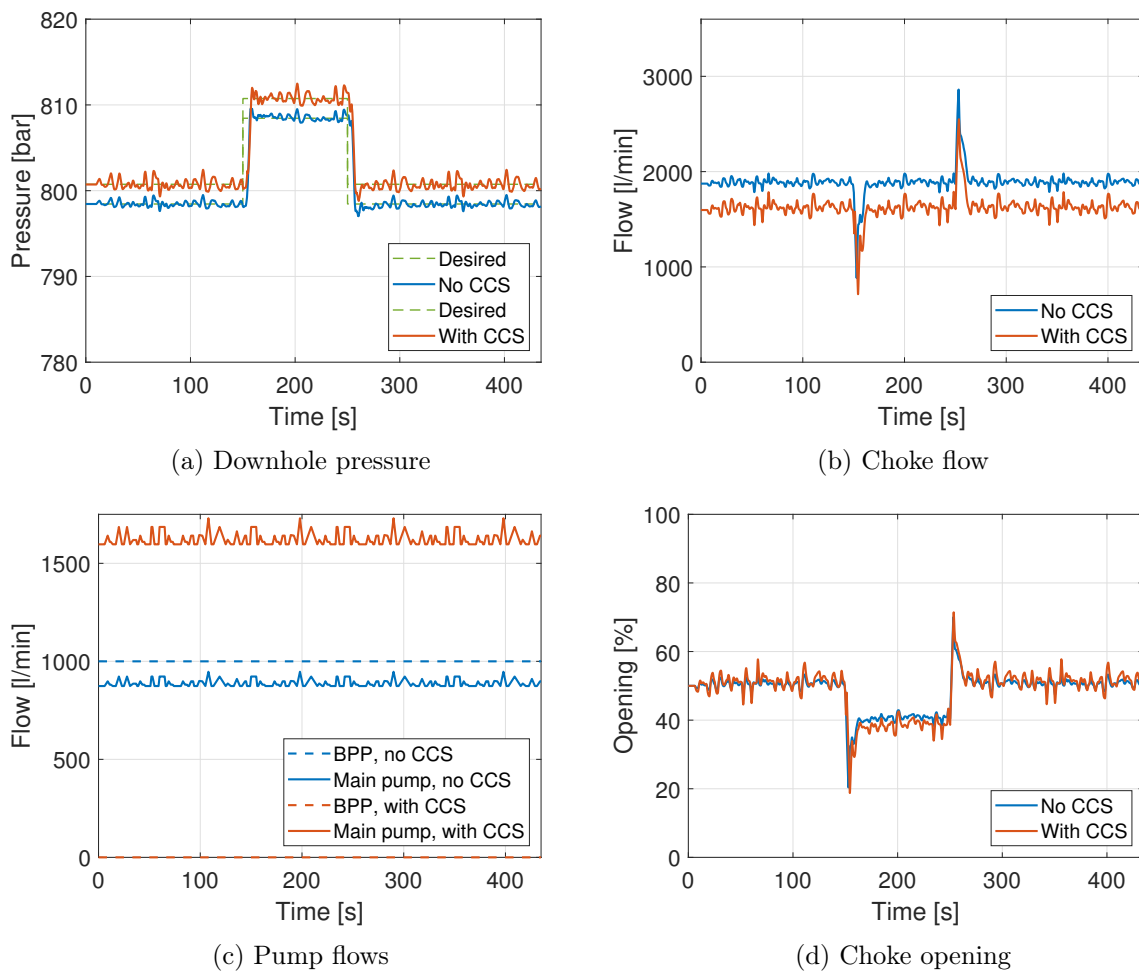 820
810
800
790
780
Pressure [bar]
Desired
No CCS
Desired
With CCS
0 100 200 300 400
Time [s]
(a) Downhole pressure
3000
2000
1000
0
Flow [l/min]
No CCS
With CCS
0 100 200 300 400
Time [s]
(b) Choke flow
1500
1000
500
0
Flow [l/min]
BPP, no CCS
Main pump, no CCS
BPP, with CCS
Main pump, with CCS
0 100 200 300 400
Time [s]
(c) Pump flows
100
80
60
40
20
0
Opening [%]
No CCS
With CCS
0 100 200 300 400
Time [s]
(d) Choke opening